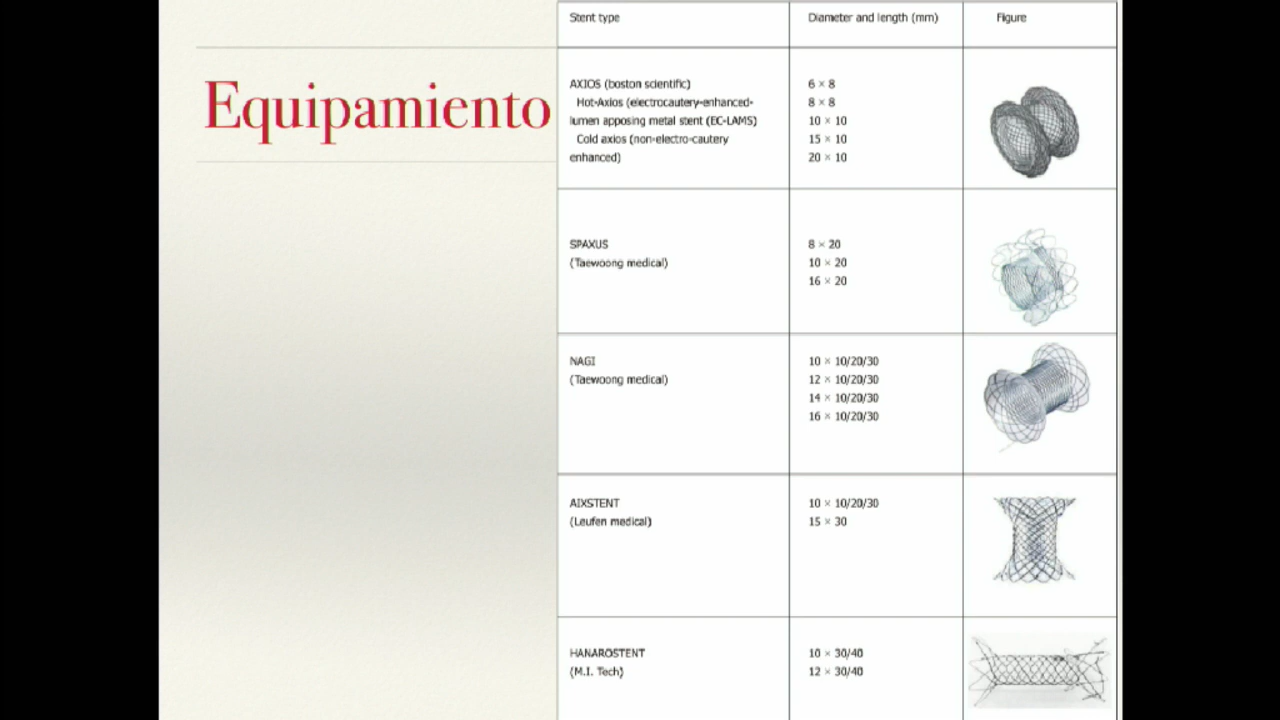 Equipamiento
Stent type
Diameter and length (mm)
Figure
AXIOS (boston scientific)
Hot-Axios (electrocautery-enhanced-
lumen apposing metal stent (EC-LAMS)
Cold axios (non-electro-cautery
enhanced)
6 × 8
8 × 8
10 × 10
15 × 10
20 × 10
SPAXUS
(Taewoong medical)
8 × 20
10 × 20
16 × 20
NAGI
(Taewoong medical)
10 × 10/20/30
12 × 10/20/30
14 × 10/20/30
16 × 10/20/30
AIXSTENT
(Leufen medical)
10 × 10/20/30
15 × 30
HANAROSTENT
(M.I. Tech)
10 × 30/40
12 × 30/40